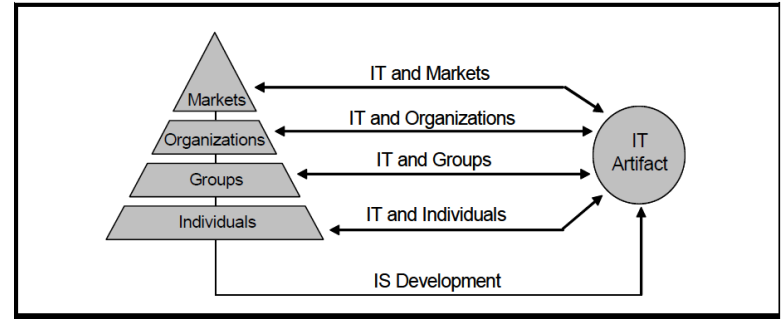 IT and Markets
Markets
IT and Organizations
Organizations
IT
Artifact
IT and Groups
Groups
IT and Individuals
Individuals
IS Development